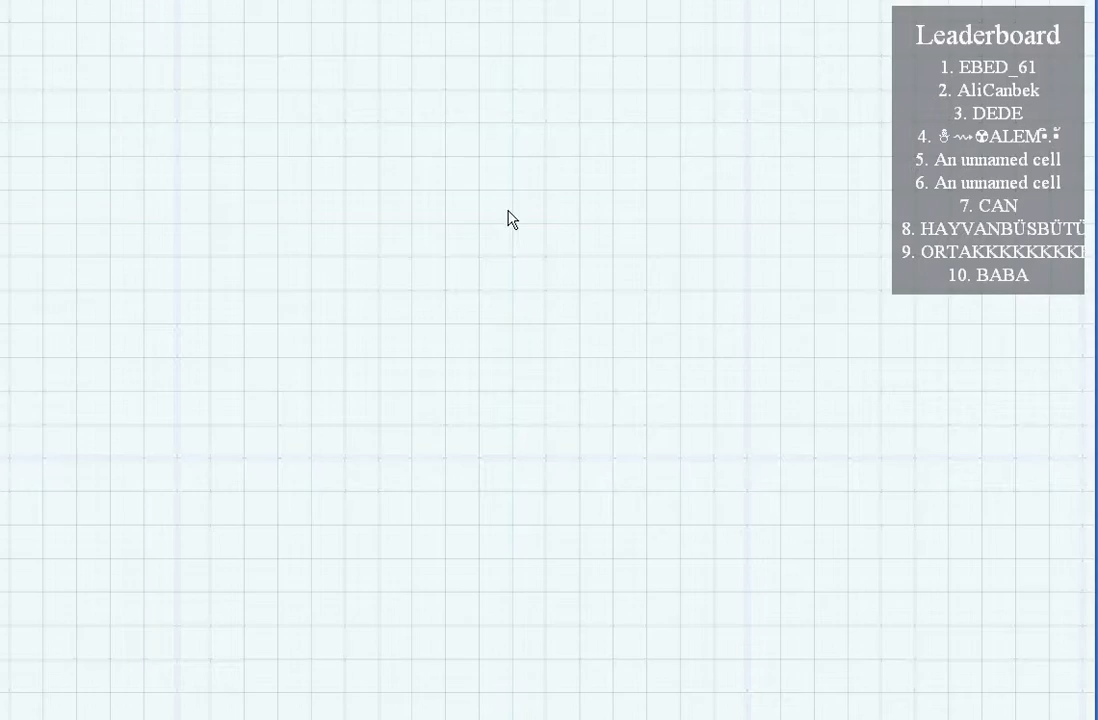 Leaderboard
1. EBED_61
2. AliCanbek
3. DEDE
4. ☃⇝☢ALEM
5. An unnamed cell
6. An unnamed cell
7. CAN
8. HAYVANBÜSBÜTÜ
9. ORTAKKKKKKKKK
10. BABA